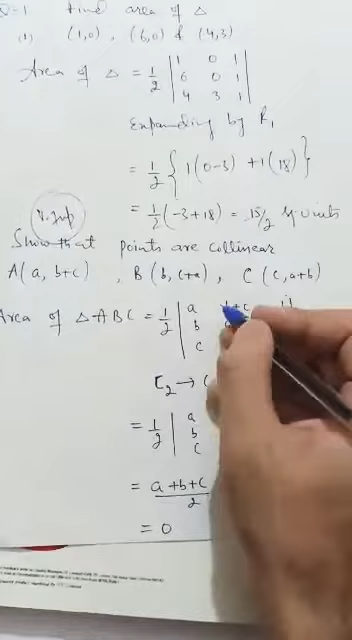 Q-1 Find area of Δ
(1) (1,0), (6,0) & (4,3)
Area of Δ = 1/2 | 1 0 1 |
| 6 0 1 |
| 4 3 1 |
Expanding by R1
= 1/2 { 1(0-3) + 1(18) }
= 1/2 (-3+18) = 15/2 sq units
V. Imp
Show that points are collinear
A(a, b+c), B(b, c+a), C(c, a+b)
Area of ΔABC = 1/2 | a b+c 1 |
b
c
C2 →
= 1/2 | a
b
c
= a+b+c / 2
= 0